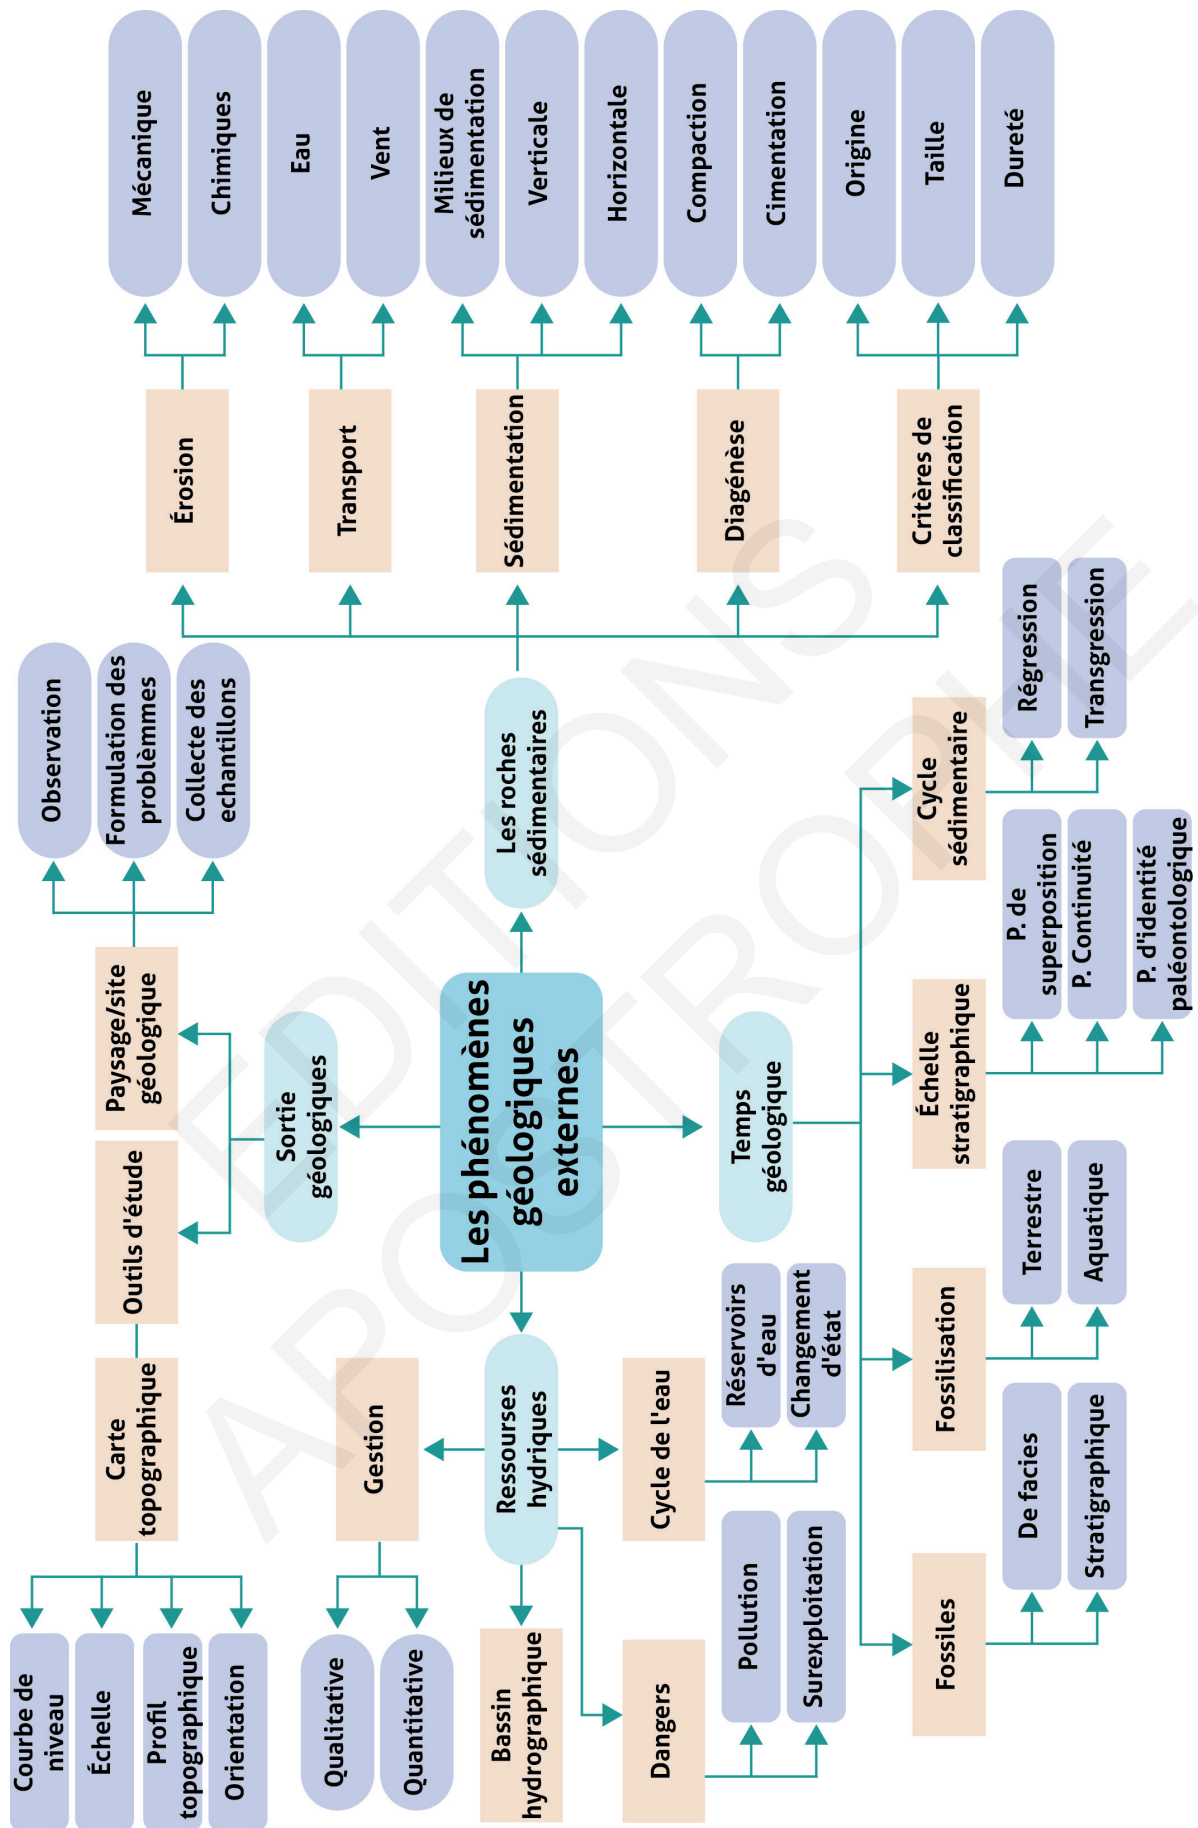 Courbe de
niveau
Échelle
Profil
topographique
Orientation
Carte
topographique
Outils d'étude
Paysage/site
géologique
Observation
Formulation des
problèmmes
Collecte des
echantillons
Sortie
géologiques
Les phénomènes
géologiques
externes
Les roches
sédimentaires
Érosion
Mécanique
Chimiques
Transport
Eau
Vent
Sédimentation
Milieux de
sédimentation
Verticale
Horizontale
Diagénèse
Compaction
Cimentation
Critères de
classification
Origine
Taille
Dureté
Ressourses
hydriques
Gestion
Qualitative
Quantitative
Bassin
hydrographique
Dangers
Pollution
Surexploitation
Cycle de l'eau
Réservoirs
d'eau
Changement
d'état
Temps
géologique
Fossiles
De facies
Stratigraphique
Fossilisation
Terrestre
Aquatique
Échelle
stratigraphique
P. de
superposition
P. Continuité
P. d'identité
paléontologique
Cycle
sédimentaire
Régression
Transgression
EDITIONS
APOSTROPHE